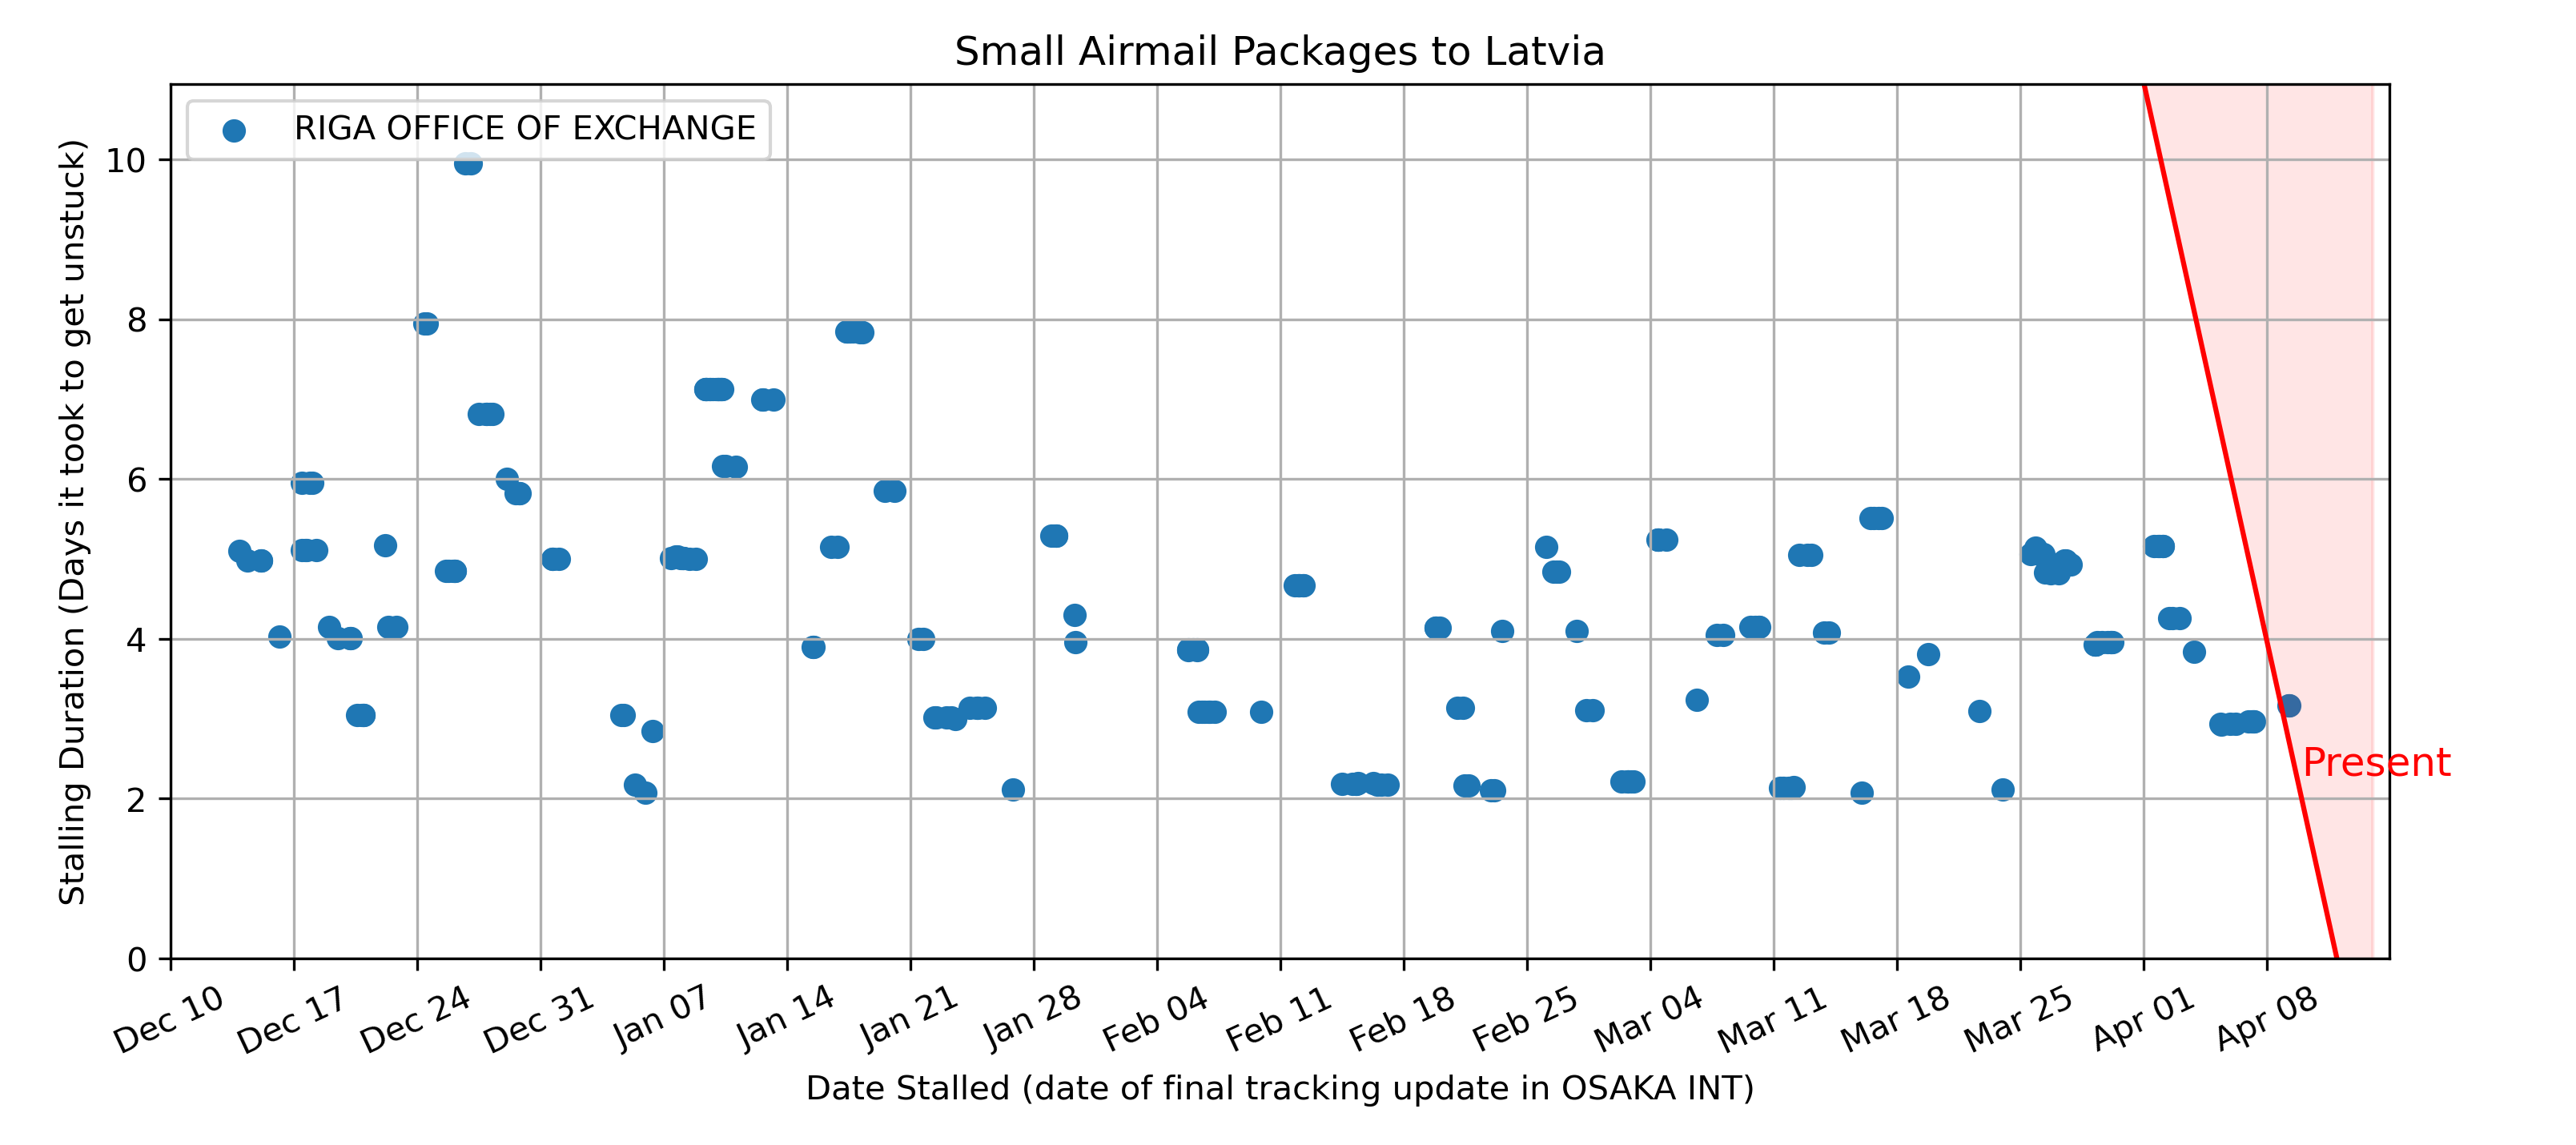 Small Airmail Packages to Latvia
RIGA OFFICE OF EXCHANGE
Stalling Duration (Days it took to get unstuck)
10
8
6
4
2
0
Present
Dec 10
Dec 17
Dec 24
Dec 31
Jan 07
Jan 14
Jan 21
Jan 28
Feb 04
Feb 11
Feb 18
Feb 25
Mar 04
Mar 11
Mar 18
Mar 25
Apr 01
Apr 08
Date Stalled (date of final tracking update in OSAKA INT)